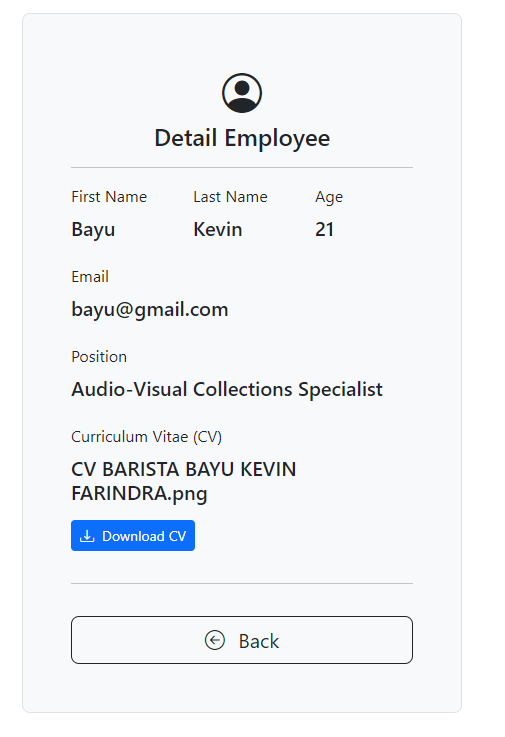 Detail Employee
First Name Last Name Age
Bayu Kevin 21
Email
bayu@gmail.com
Position
Audio-Visual Collections Specialist
Curriculum Vitae (CV)
CV BARISTA BAYU KEVIN
FARINDRA.png
Download CV
Back